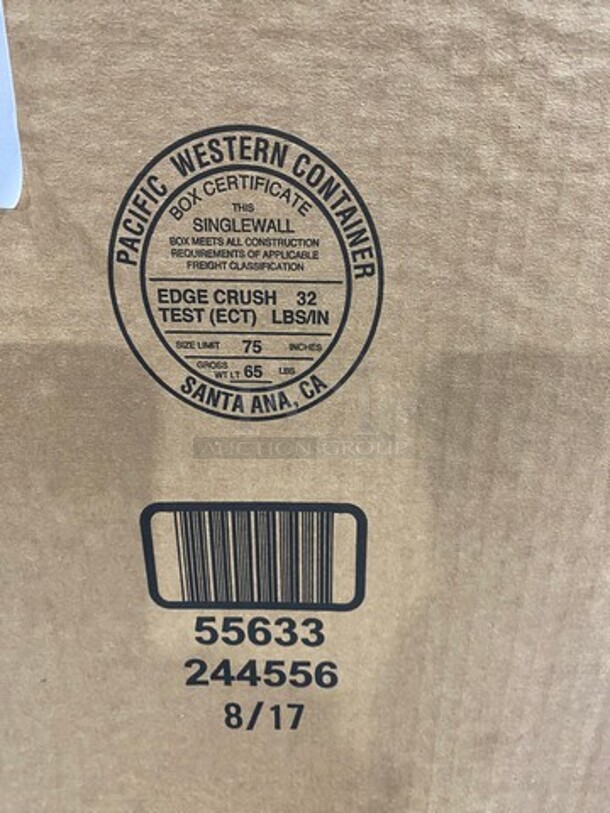 PACIFIC WESTERN CONTAINER
BOX CERTIFICATE
THIS
SINGLEWALL
BOX MEETS ALL CONSTRUCTION
REQUIREMENTS OF APPLICABLE
FREIGHT CLASSIFICATION
EDGE CRUSH 32
TEST (ECT) LBS/IN
SIZE LIMIT 75 INCHES
GROSS
WT LT 65 LBS
SANTA ANA, CA
AUCTION GROUP
55633
244556
8/17